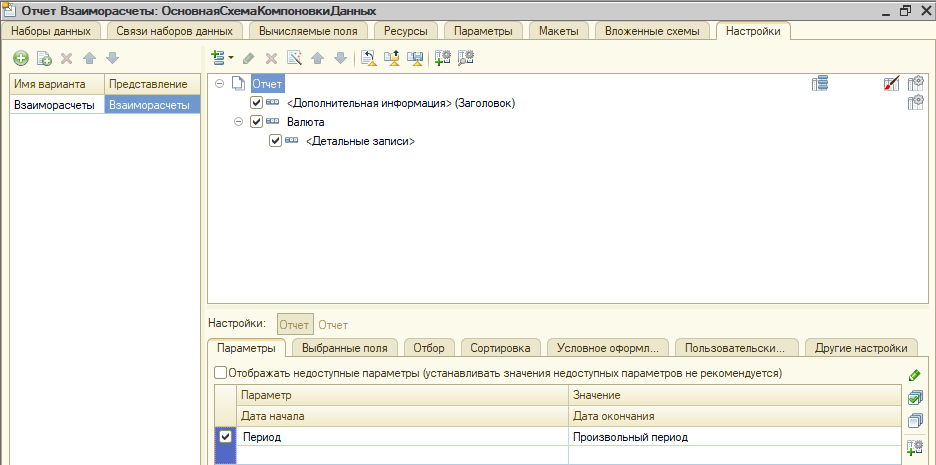 Отчет Взаиморасчеты: ОсновнаяСхемаКомпоновкиДанных
Наборы данных Связи наборов данных Вычисляемые поля Ресурсы Параметры Макеты Вложенные схемы Настройки
Имя варианта Представление
Взаиморасчеты Взаиморасчеты
Отчет
<Дополнительная информация> (Заголовок)
Валюта
<Детальные записи>
Настройки: Отчет Отчет
Параметры Выбранные поля Отбор Сортировка Условное оформл... Пользовательски... Другие настройки
Отображать недоступные параметры (устанавливать значения недоступных параметров не рекомендуется)
Параметр Значение
Дата начала Дата окончания
Период Произвольный период